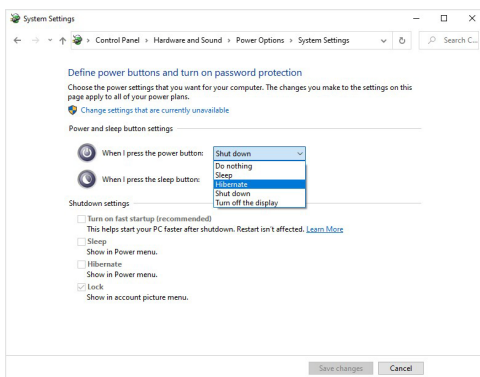 System Settings
Control Panel > Hardware and Sound > Power Options > System Settings
Search C...
Define power buttons and turn on password protection
Choose the power settings that you want for your computer. The changes you make to the settings on this
page apply to all of your power plans.
Change settings that are currently unavailable
Power and sleep button settings
When I press the power button:
Shut down
Do nothing
Sleep
Hibernate
Shut down
Turn off the display
When I press the sleep button:
Shutdown settings
Turn on fast startup (recommended)
This helps start your PC faster after shutdown. Restart isn't affected. Learn More
Sleep
Show in Power menu.
Hibernate
Show in Power menu.
Lock
Show in account picture menu.
Save changes
Cancel